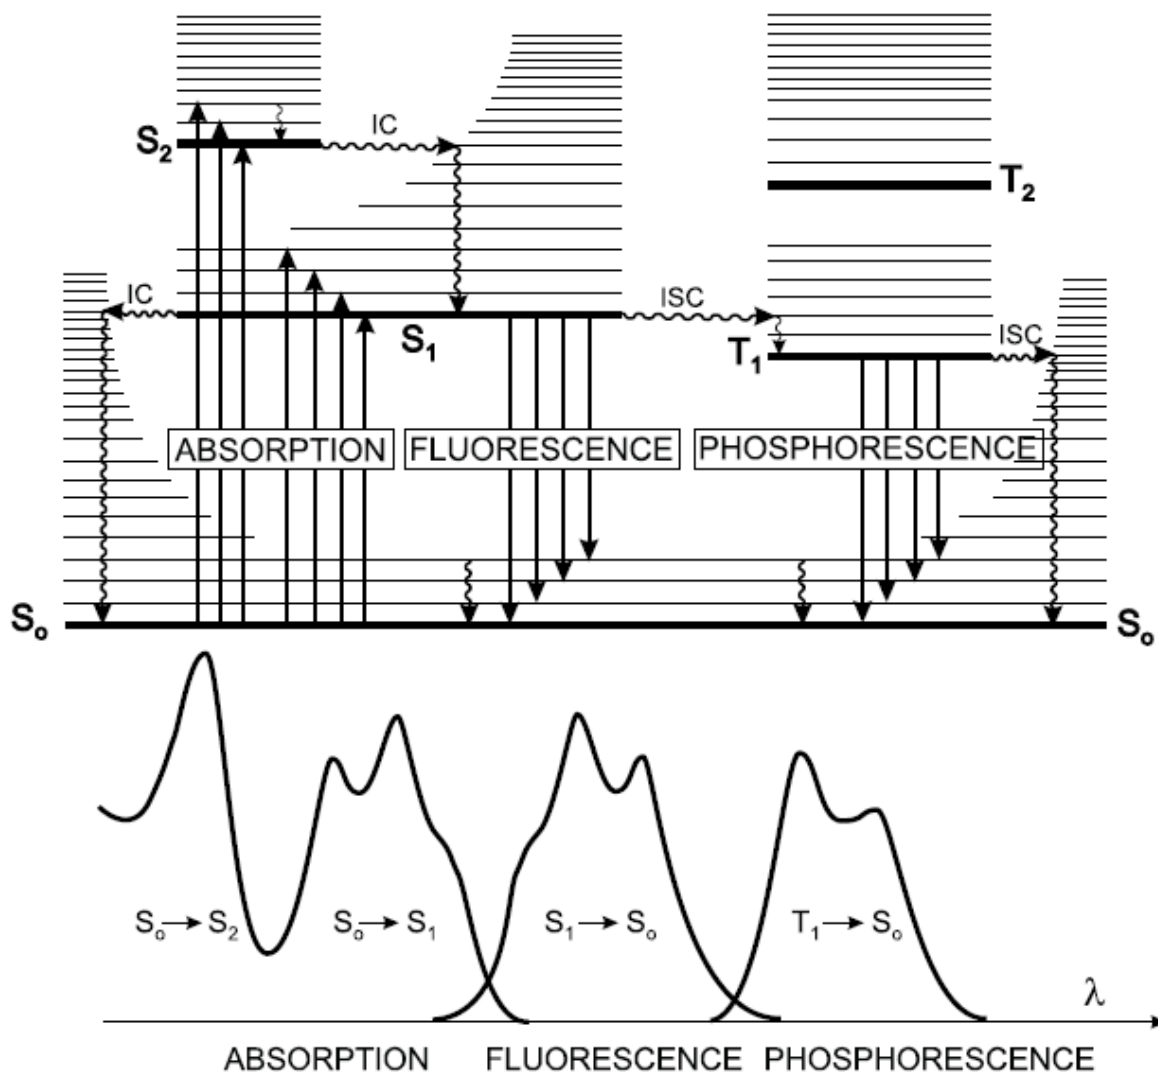 IC
S₂
T₂
IC
ISC
S₁
T₁
ISC
ABSORPTION
FLUORESCENCE
PHOSPHORESCENCE
Sₒ
Sₒ
Sₒ → S₂
Sₒ → S₁
S₁ → Sₒ
T₁ → Sₒ
λ
ABSORPTION
FLUORESCENCE
PHOSPHORESCENCE